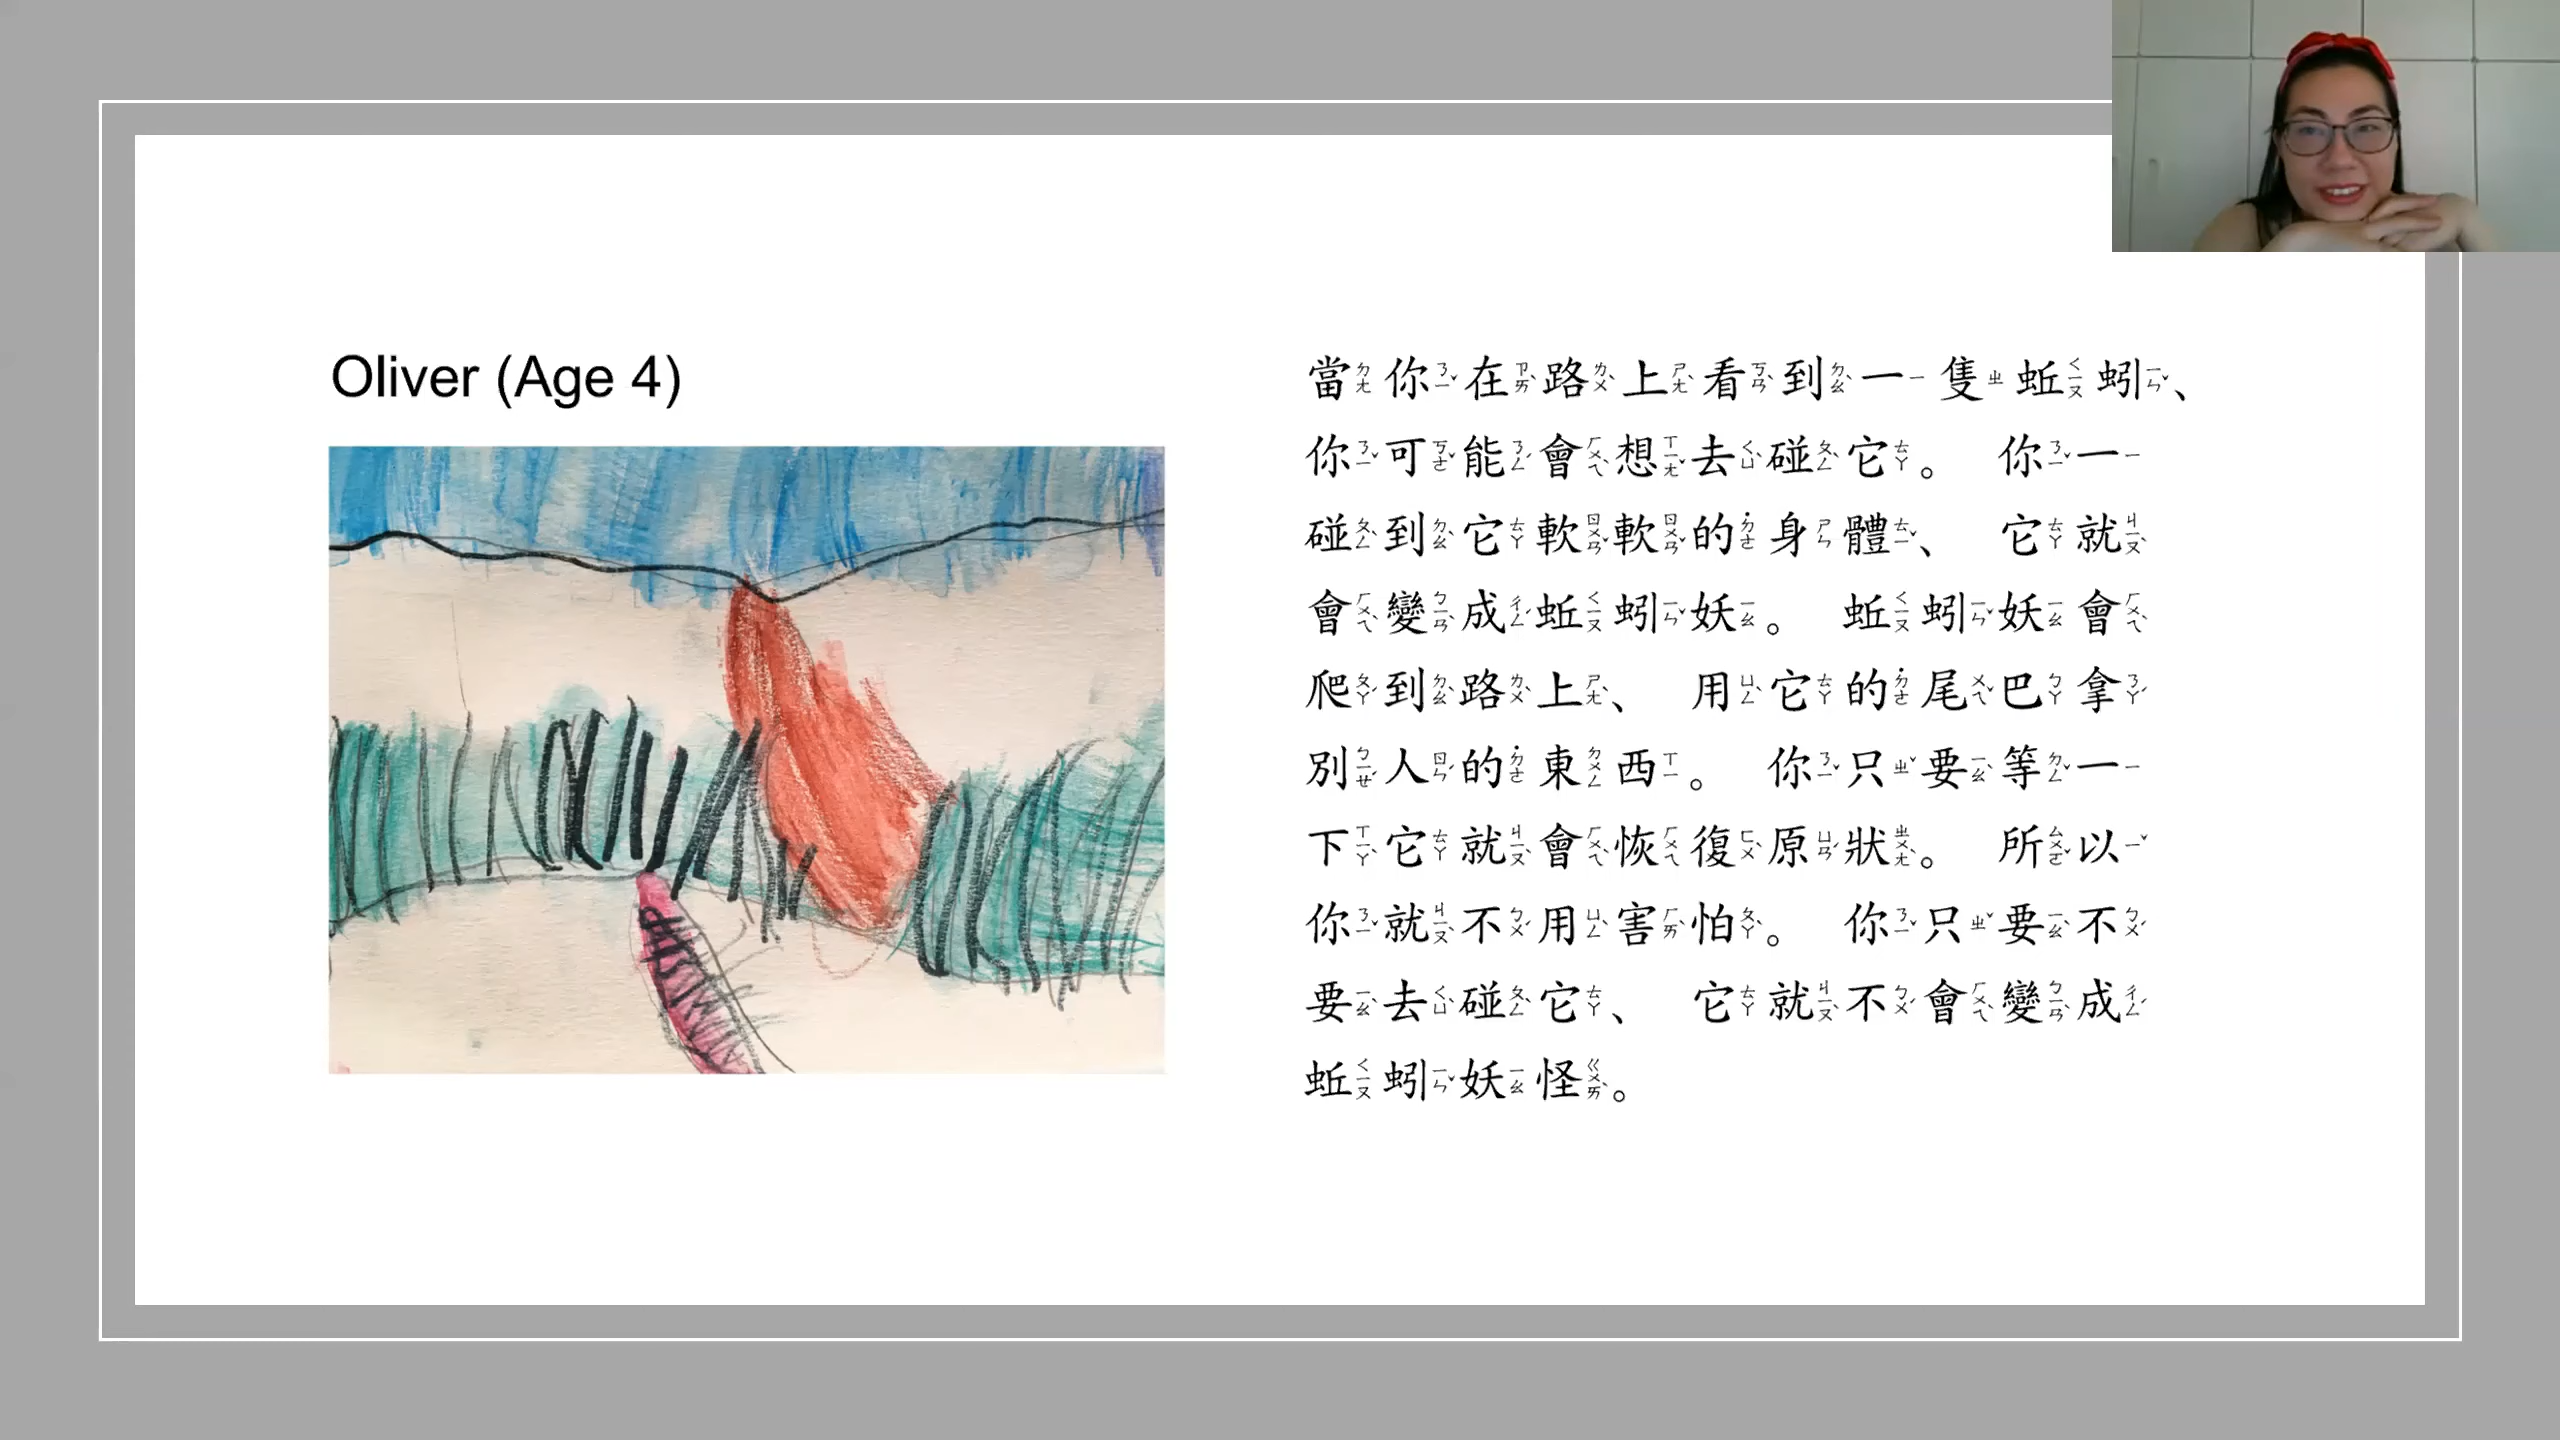 Oliver (Age 4)
當你在路上看到一隻蚯蚓、
你可能會想去碰它。 你一
碰到它軟軟的身體、 它就
會變成蚯蚓妖。 蚯蚓妖會
爬到路上、 用它的尾巴拿
別人的東西。 你只要等一
下它就會恢復原狀。 所以
你就不用害怕。 你只要不
要去碰它、 它就不會變成
蚯蚓妖怪。